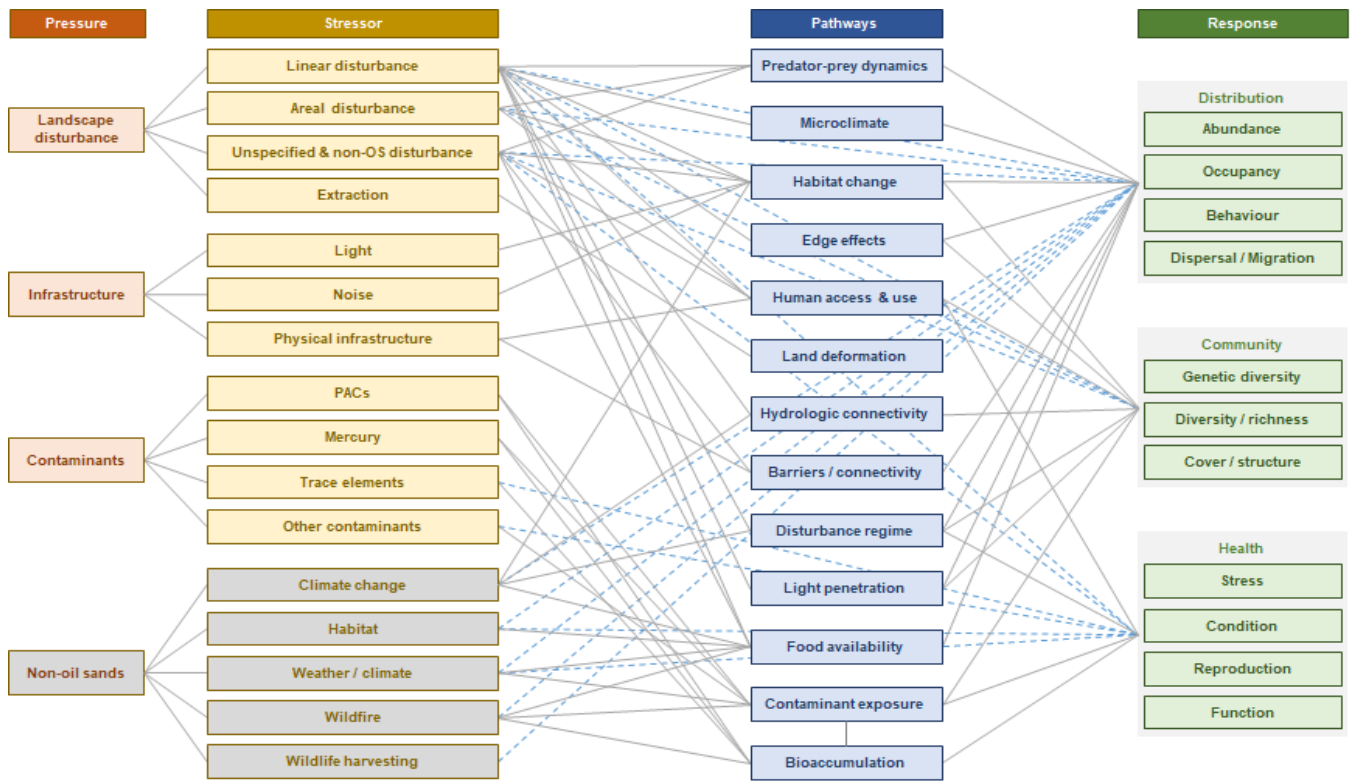 Pressure
Stressor
Pathways
Response
Landscape
disturbance
Infrastructure
Contaminants
Non-oil sands
Linear disturbance
Areal disturbance
Unspecified & non-OS disturbance
Extraction
Light
Noise
Physical infrastructure
PACs
Mercury
Trace elements
Other contaminants
Climate change
Habitat
Weather / climate
Wildfire
Wildlife harvesting
Predator-prey dynamics
Microclimate
Habitat change
Edge effects
Human access & use
Land deformation
Hydrologic connectivity
Barriers / connectivity
Disturbance regime
Light penetration
Food availability
Contaminant exposure
Bioaccumulation
Distribution
Abundance
Occupancy
Behaviour
Dispersal / Migration
Community
Genetic diversity
Diversity / richness
Cover / structure
Health
Stress
Condition
Reproduction
Function